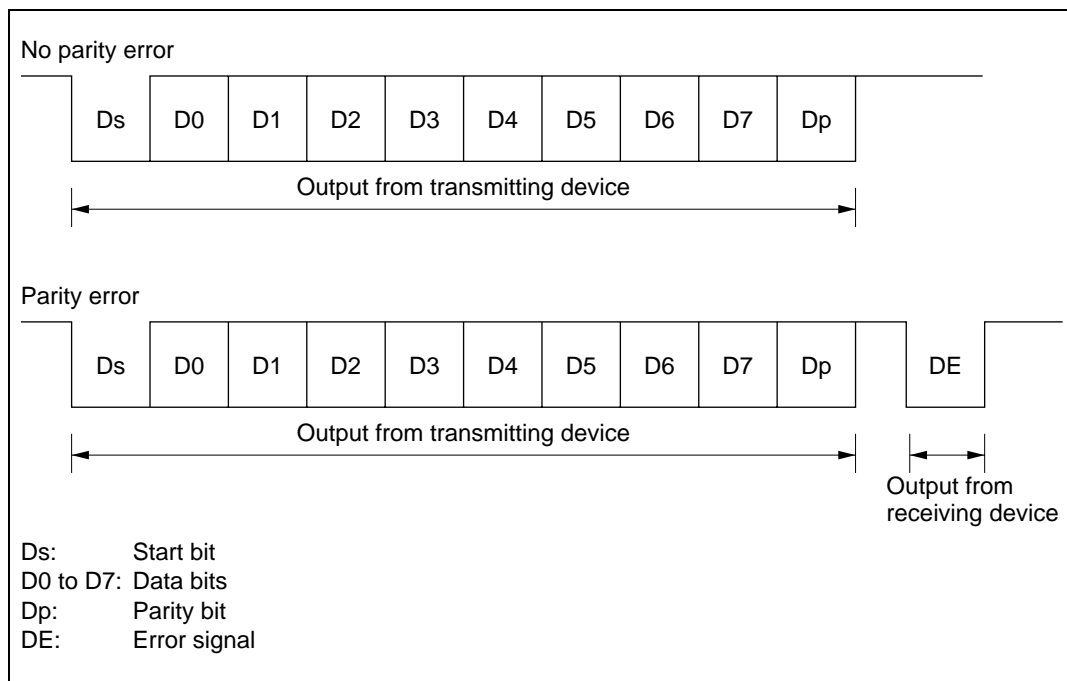 No parity error
Ds D0 D1 D2 D3 D4 D5 D6 D7 Dp
Output from transmitting device
Parity error
Ds D0 D1 D2 D3 D4 D5 D6 D7 Dp DE
Output from transmitting device
Output from
receiving device
Ds: Start bit
D0 to D7: Data bits
Dp: Parity bit
DE: Error signal